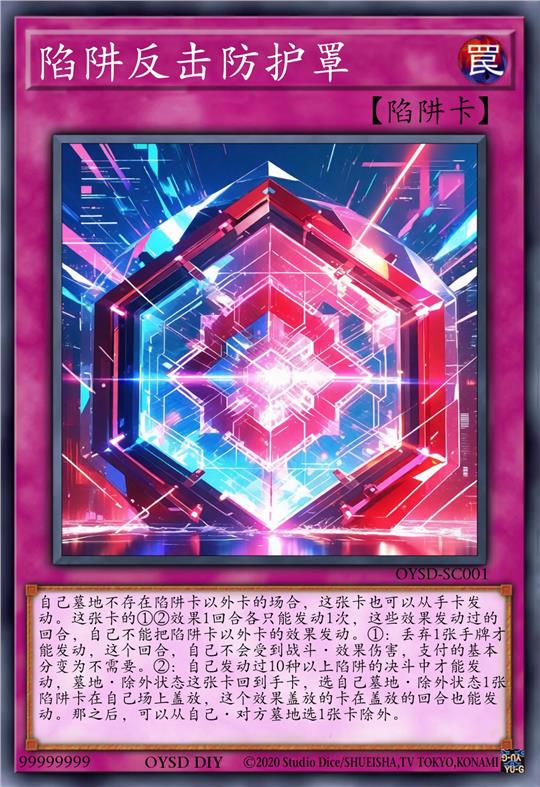 陷阱反击防护罩
罠
【陷阱卡】
OYSD-SC001
自己墓地不存在陷阱卡以外卡的场合，这张卡也可以从手卡发
动。这张卡的①②效果1回合各只能发动1次，这些效果发动过的
回合，自己不能把陷阱卡以外卡的效果发动。①：丢弃1张手牌才
能发动，这个回合，自己不会受到战斗·效果伤害，支付的基本
分变为不需要。②：自己发动过10种以上陷阱的决斗中才能发
动，墓地·除外状态这张卡回到手卡，选自己墓地·除外状态1张
陷阱卡在自己场上盖放，这个效果盖放的卡在盖放的回合也能发
动。那之后，可以从自己·对方墓地选1张卡除外。
99999999 OYSD DIY ©2020 Studio Dice/SHUEISHA,TV TOKYO,KONAMI
YU-G